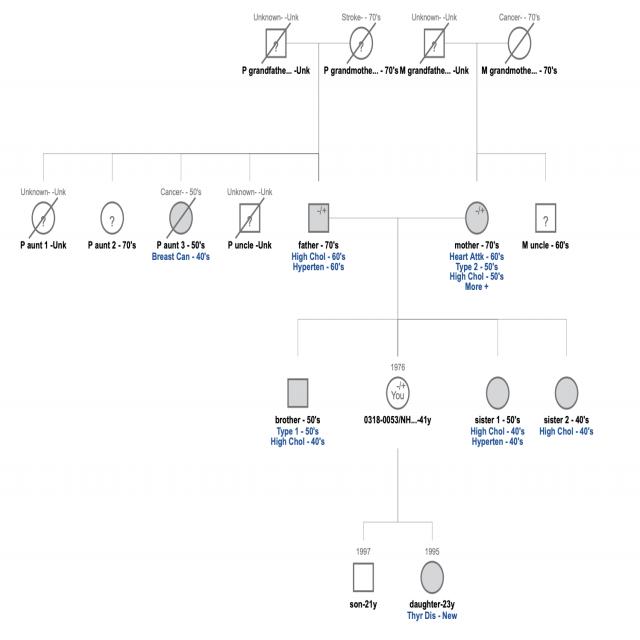 Unknown- -Unk
Stroke- - 70's
Unknown- -Unk
Cancer- - 70's
?
?
?
?
P grandfathe... -Unk
P grandmothe... - 70's
M grandfathe... -Unk
M grandmothe... - 70's
Unknown- -Unk
Cancer- - 50's
Unknown- -Unk
?
?
?
-/+
-/+
?
P aunt 1 -Unk
P aunt 2 - 70's
P aunt 3 - 50's
Breast Can - 40's
P uncle -Unk
father - 70's
High Chol - 60's
Hyperten - 60's
mother - 70's
Heart Attk - 60's
Type 2 - 50's
High Chol - 50's
More +
M uncle - 60's
1976
-/+
You
brother - 50's
Type 1 - 50's
High Chol - 40's
0318-0053/NH...-41y
sister 1 - 50's
High Chol - 40's
Hyperten - 40's
sister 2 - 40's
High Chol - 40's
1997
1995
son-21y
daughter-23y
Thyr Dis - New